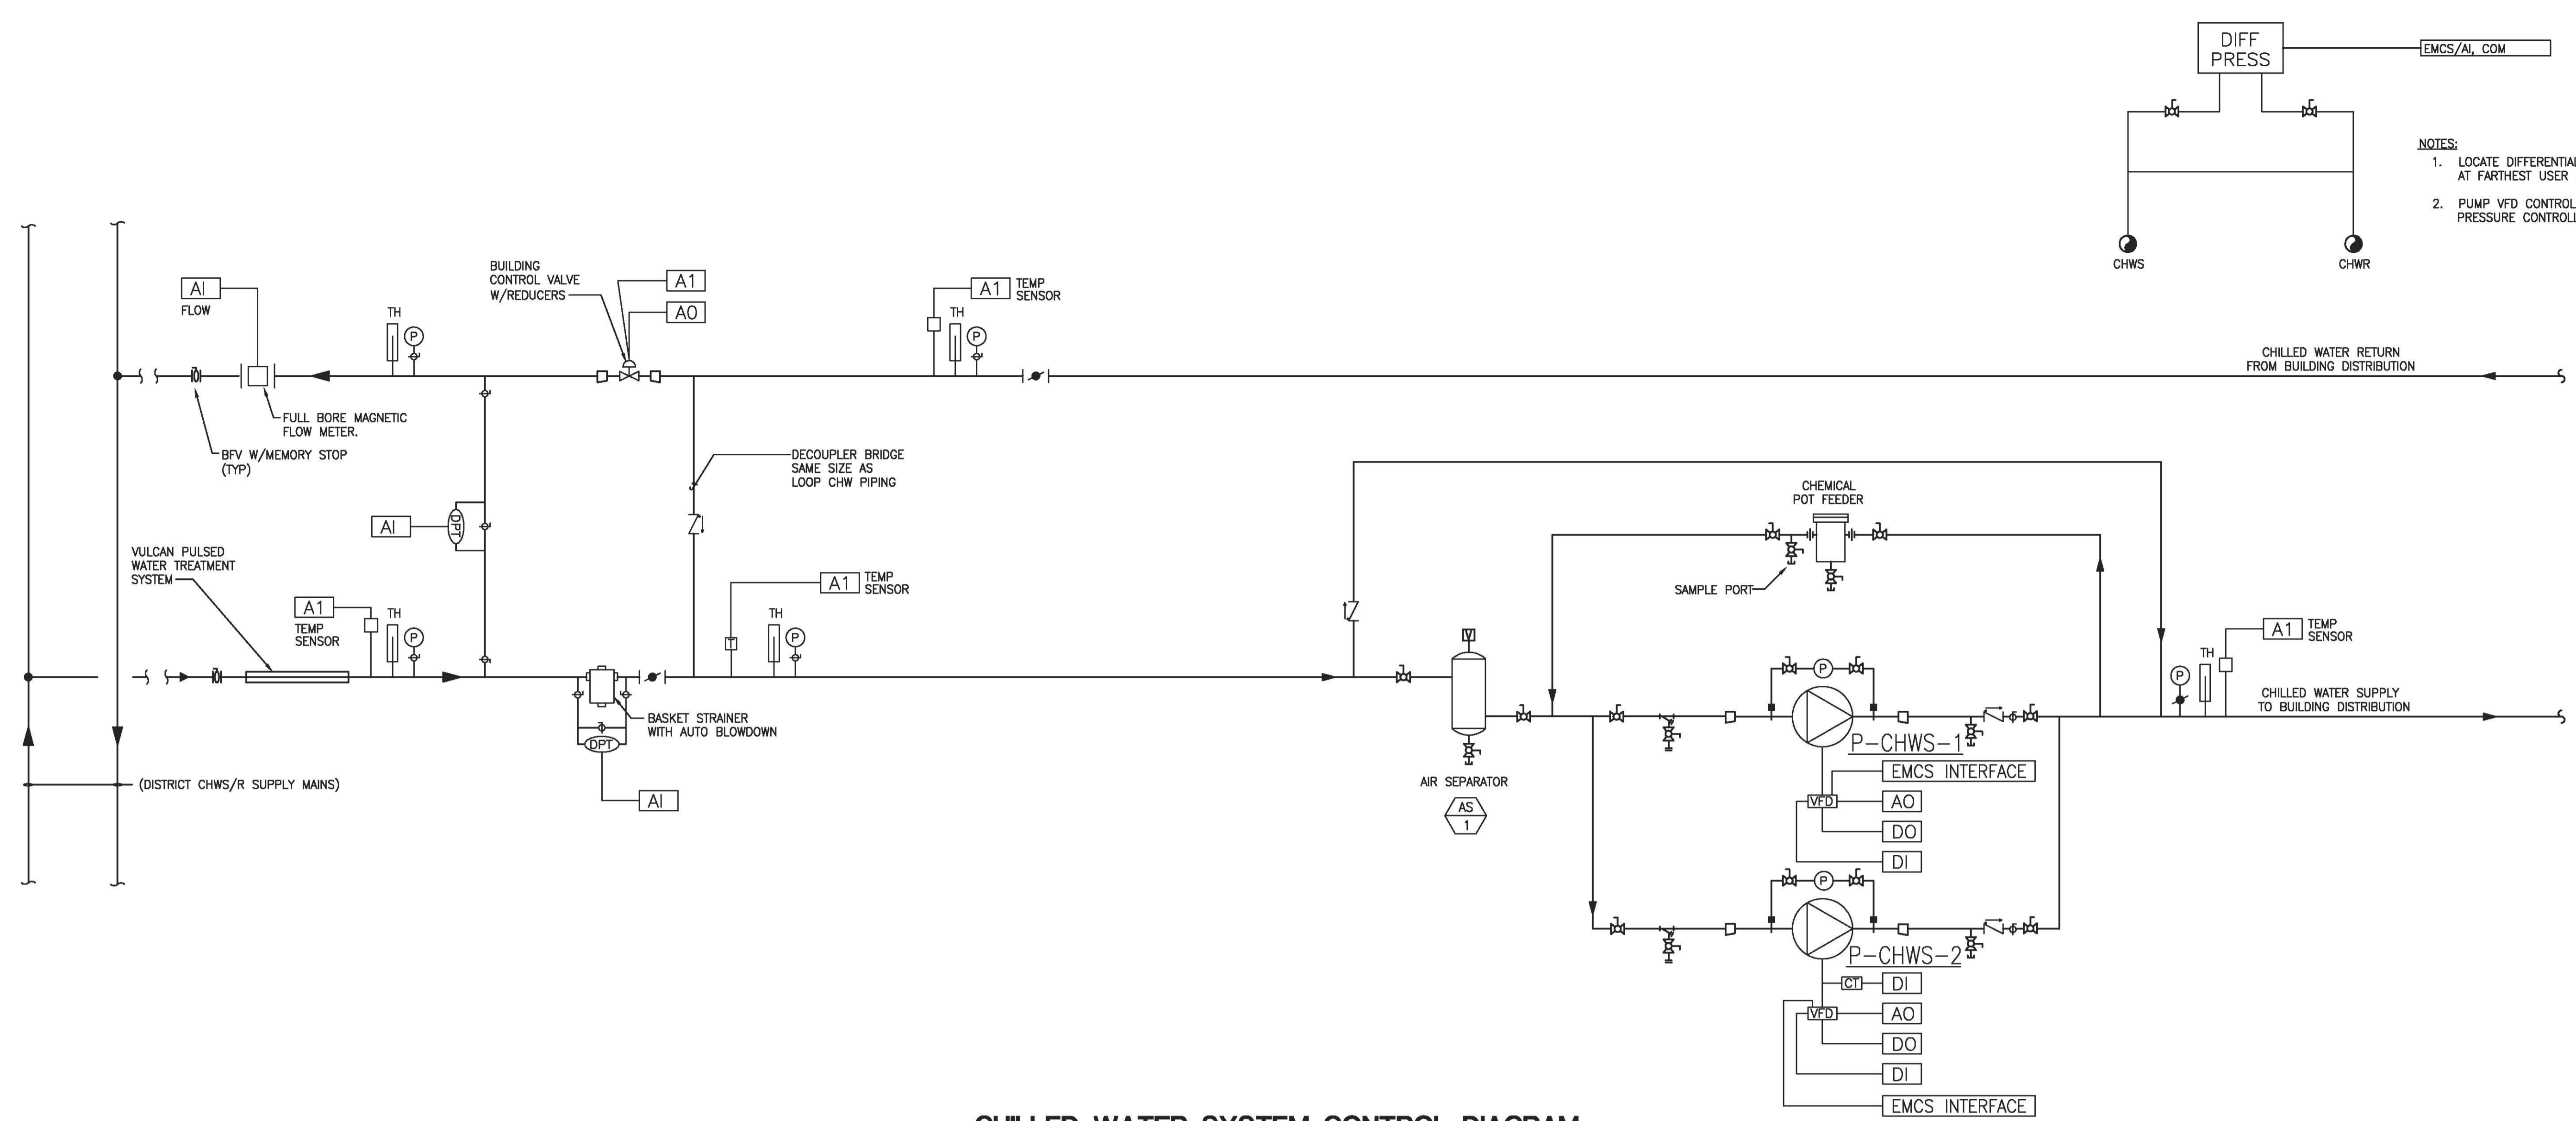 DIFF
PRESS
EMCS/AI, COM
NOTES:
1. LOCATE DIFFERENTIAL
AT FARTHEST USER
2. PUMP VFD CONTROL
PRESSURE CONTROLL
CHWS
CHWR
AI
FLOW
TH
P
BUILDING
CONTROL VALVE
W/REDUCERS
A1
AO
A1
TEMP
SENSOR
TH
P
CHILLED WATER RETURN
FROM BUILDING DISTRIBUTION
FULL BORE MAGNETIC
FLOW METER.
BFV W/MEMORY STOP
(TYP)
DECOUPLER BRIDGE
SAME SIZE AS
LOOP CHW PIPING
AI
DPT
VULCAN PULSED
WATER TREATMENT
SYSTEM
A1
TEMP
SENSOR
TH
P
A1
TEMP
SENSOR
T
TH
P
BASKET STRAINER
WITH AUTO BLOWDOWN
DPT
AI
(DISTRICT CHWS/R SUPPLY MAINS)
CHEMICAL
POT FEEDER
SAMPLE PORT
V
AIR SEPARATOR
AS
1
P
P-CHWS-1
EMCS INTERFACE
VFD
AO
DO
DI
P
P-CHWS-2
CT
DI
VFD
AO
DO
DI
EMCS INTERFACE
A1
TEMP
SENSOR
TH
P
CHILLED WATER SUPPLY
TO BUILDING DISTRIBUTION
CHILLED WATER SYSTEM CONTROL DIAGRAM